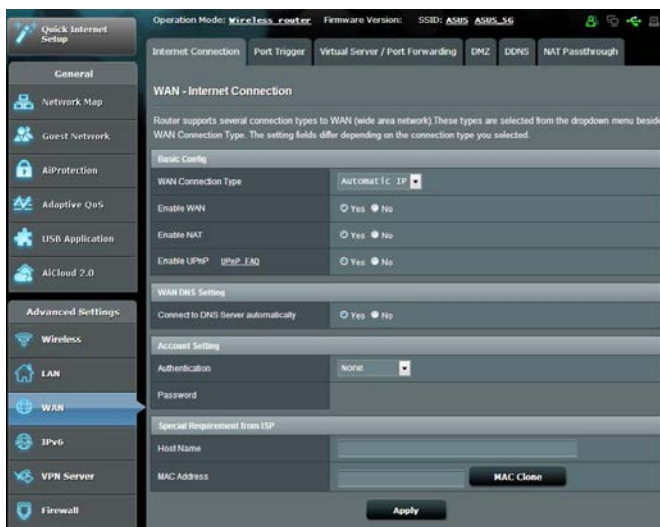 Quick Internet
Setup
General
Network Map
Guest Network
AiProtection
Adaptive QoS
USB Application
AiCloud 2.0
Advanced Settings
Wireless
LAN
WAN
IPv6
VPN Server
Firewall
Operation Mode: Wireless router Firmware Version: SSID: ASUS ASUS_5G
Internet Connection Port Trigger Virtual Server / Port Forwarding DMZ DDNS NAT Passthrough
WAN - Internet Connection
Router supports several connection types to WAN (wide area network).These types are selected from the dropdown menu beside
WAN Connection Type. The setting fields differ depending on the connection type you selected.
Basic Config
WAN Connection Type Automatic IP
Enable WAN Yes No
Enable NAT Yes No
Enable UPnP UPnP FAQ Yes No
WAN DNS Setting
Connect to DNS Server automatically Yes No
Account Setting
Authentication None
Password
Special Requirement from ISP
Host Name
MAC Address MAC Clone
Apply